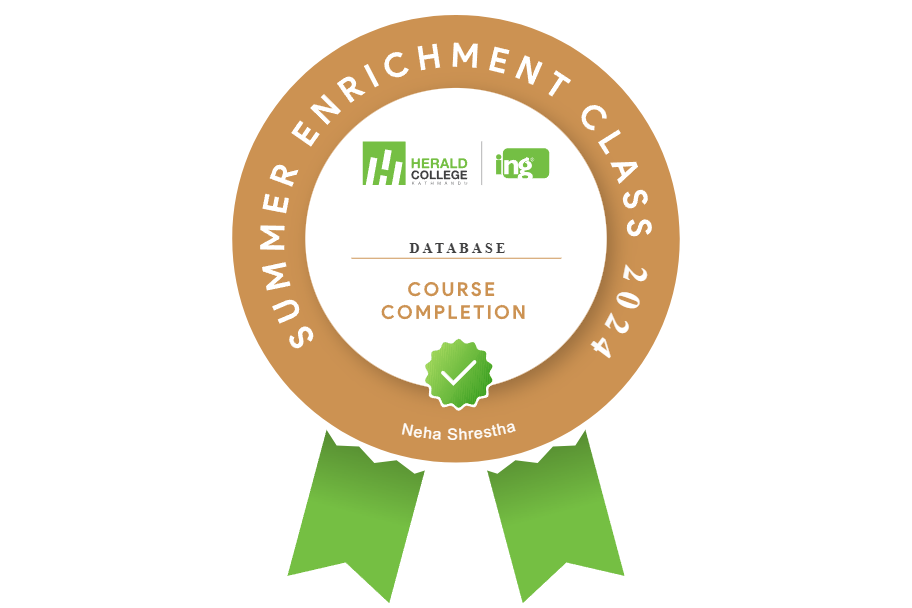 SUMMER ENRICHMENT CLASS 2024
HERALD
COLLEGE
KATHMANDU
ing
DATABASE
COURSE
COMPLETION
Neha Shrestha